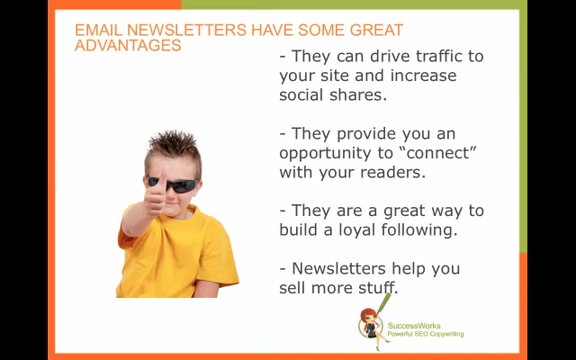 EMAIL NEWSLETTERS HAVE SOME GREAT
ADVANTAGES
- They can drive traffic to
your site and increase
social shares.
- They provide you an
opportunity to “connect”
with your readers.
- They are a great way to
build a loyal following.
- Newsletters help you
sell more stuff.
SuccessWorks
Powerful SEO Copywriting